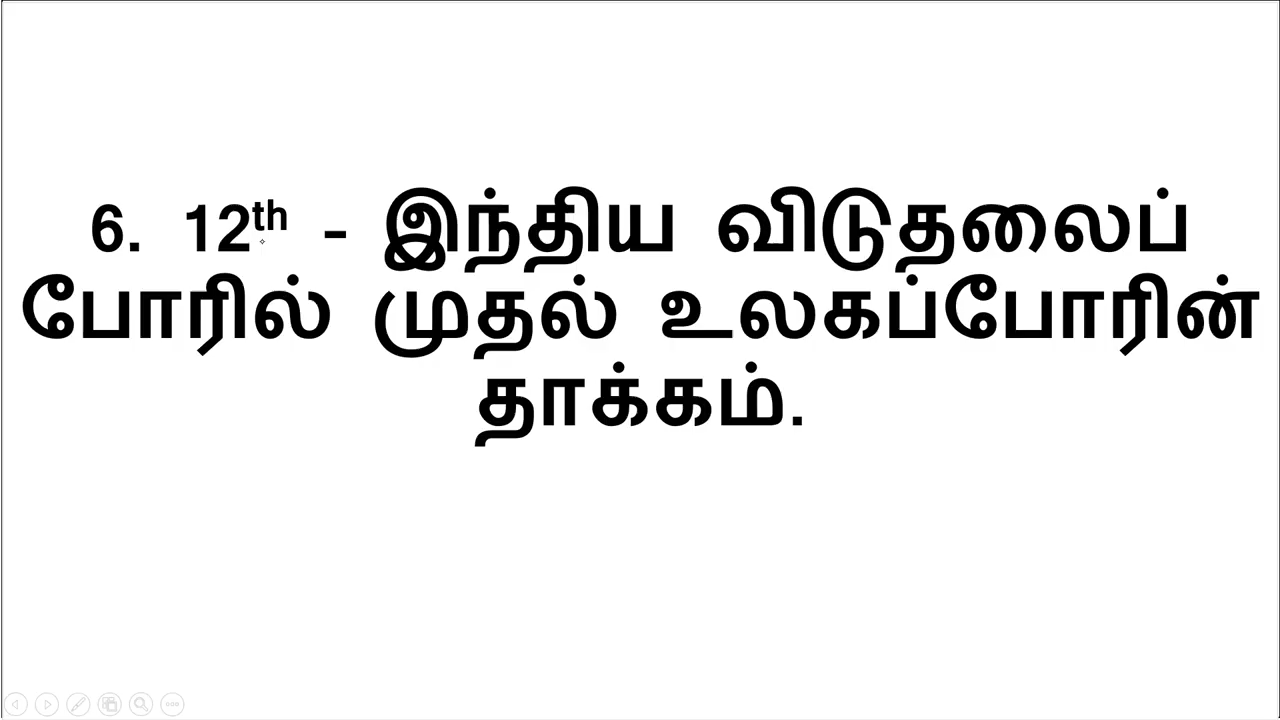 6. 12th - இந்திய விடுதலைப்
போரில் முதல் உலகப்போரின்
தாக்கம்.